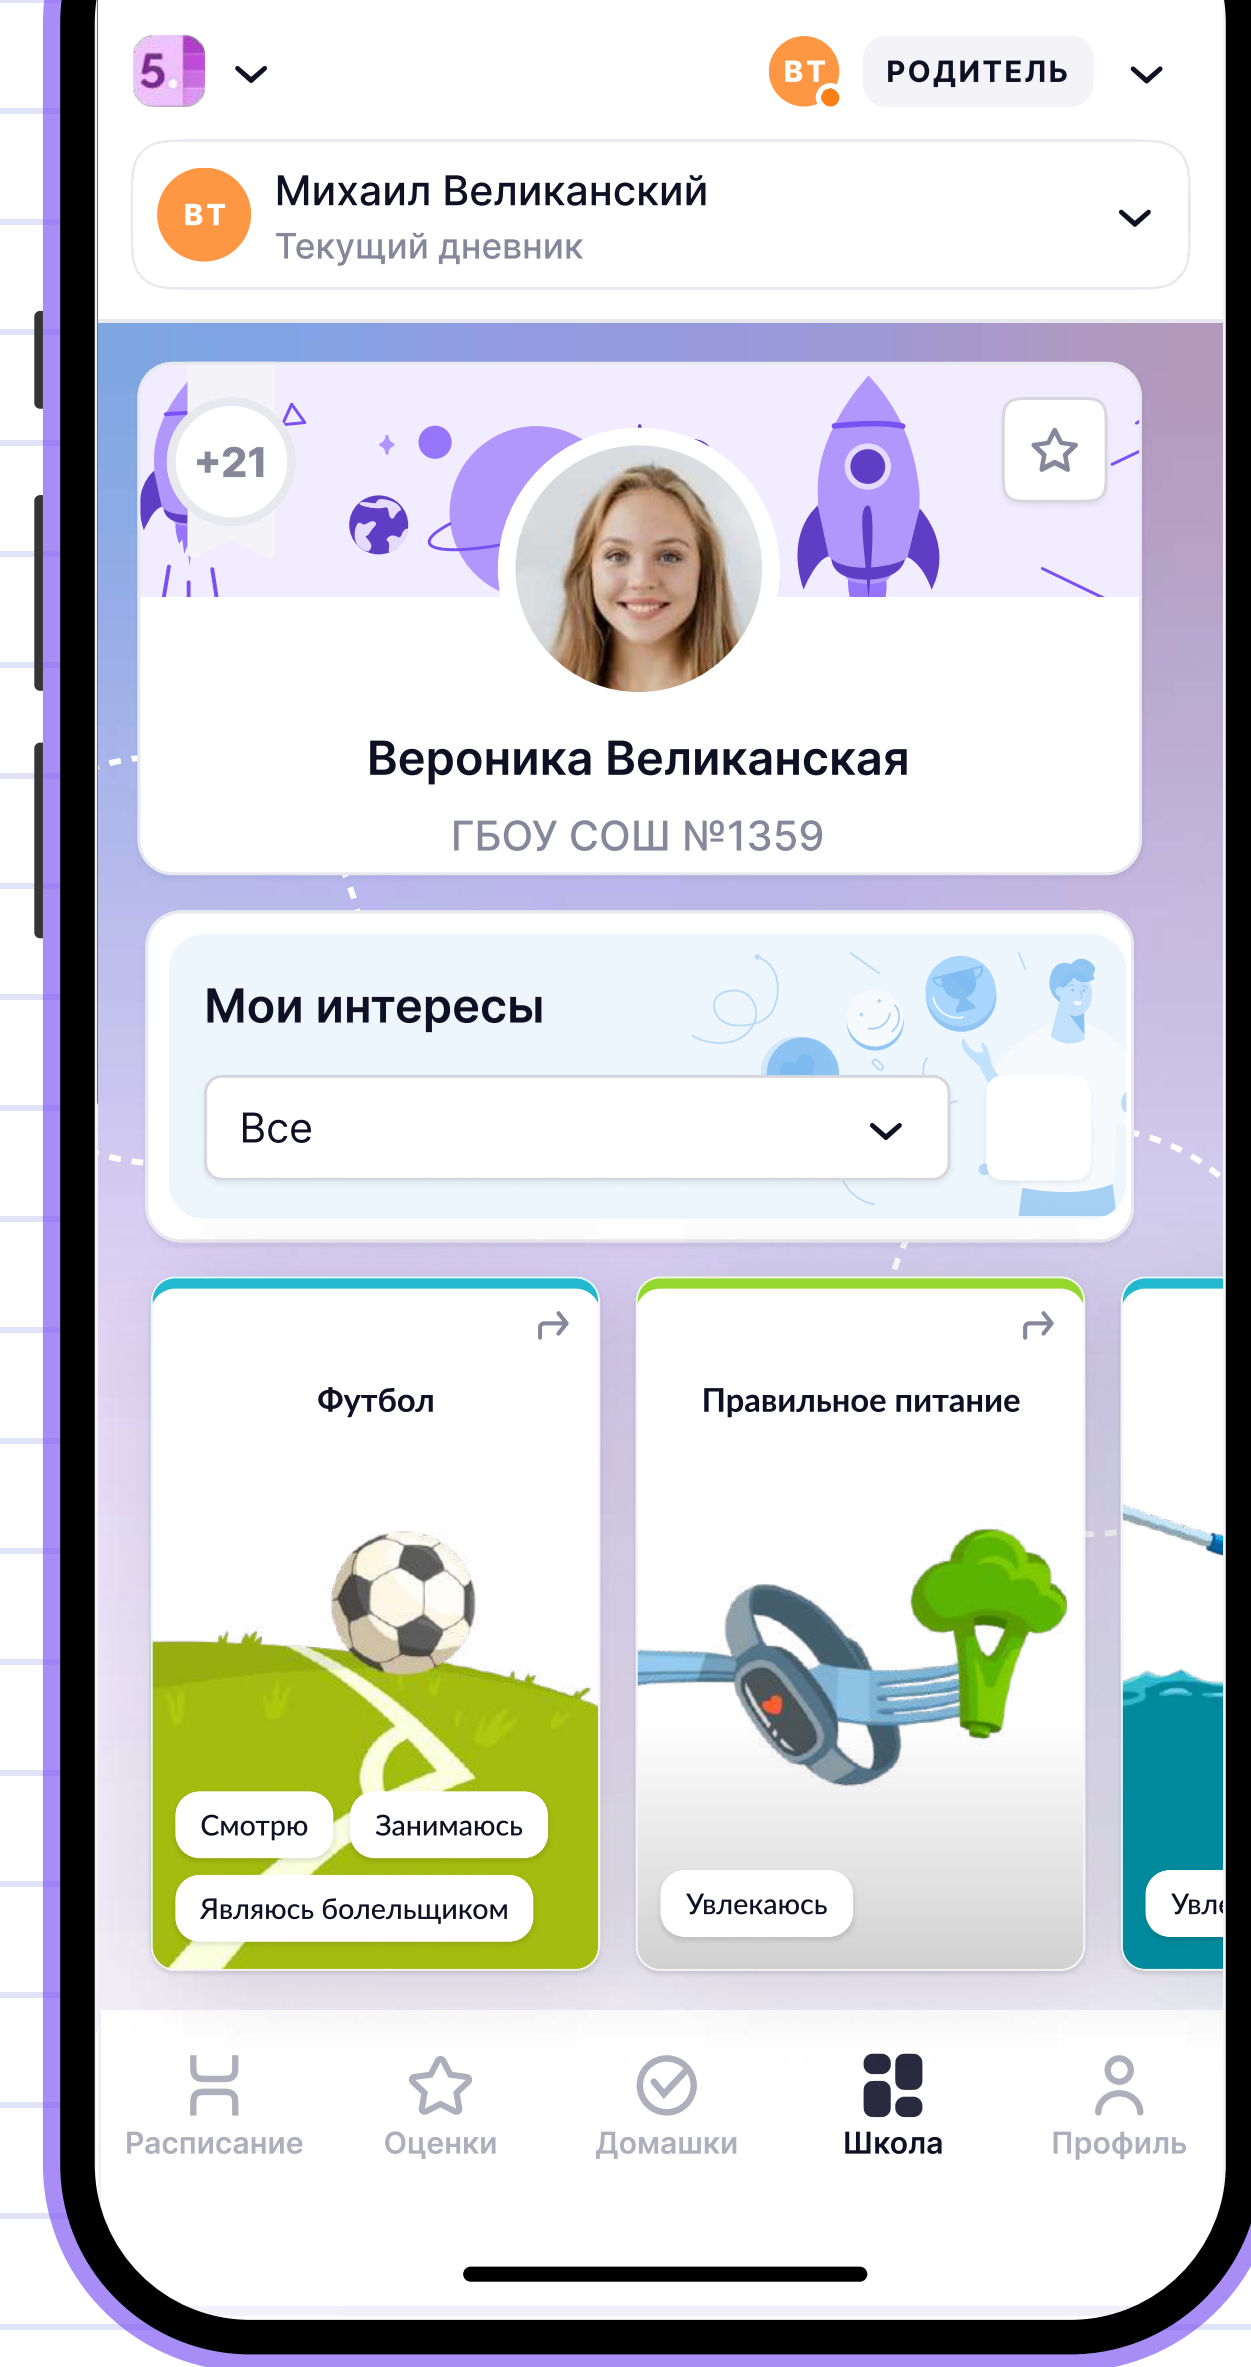 5.
ВТ
РОДИТЕЛЬ
ВТ
Михаил Великанский
Текущий дневник
+21
Вероника Великанская
ГБОУ СОШ №1359
Мои интересы
Все
Футбол
Правильное питание
Смотрю
Занимаюсь
Являюсь болельщиком
Увлекаюсь
Увле
Расписание
Оценки
Домашки
Школа
Профиль